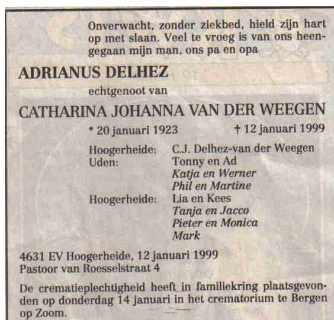 Onverwacht, zonder ziekbed, hield zijn hart
op met slaan. Veel te vroeg is van ons heen-
gegaan mijn man, ons pa en opa
ADRIANUS DELHEZ
echtgenoot van
CATHARINA JOHANNA VAN DER WEEGEN
* 20 januari 1923 † 12 januari 1999
Hoogerheide: C.J. Delhez-van der Weegen
Uden: Tonny en Ad
Katja en Werner
Phil en Martine
Hoogerheide: Lia en Kees
Tanja en Jacco
Pieter en Monica
Mark
4631 EV Hoogerheide, 12 januari 1999
Pastoor van Roesselstraat 4
De crematieplechtigheid heeft in familiekring plaatsgevon-
den op donderdag 14 januari in het crematorium te Bergen
op Zoom.